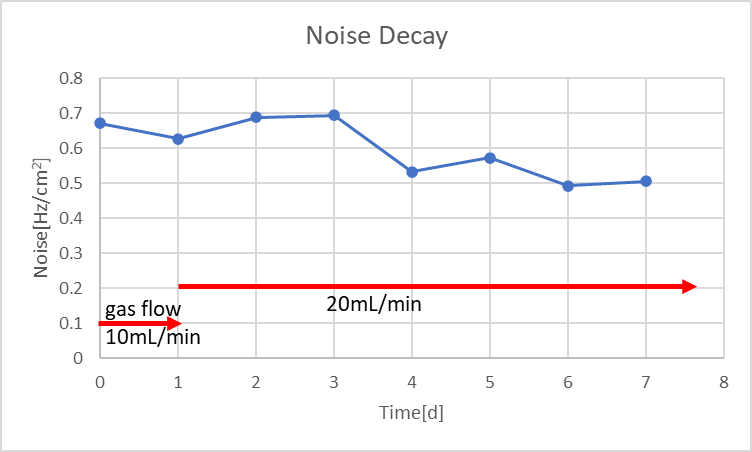 Noise Decay
0.8
0.7
0.6
0.5
0.4
0.3
0.2
0.1
0
Noise[Hz/cm²]
gas flow
10mL/min
20mL/min
0 1 2 3 4 5 6 7 8
Time[d]